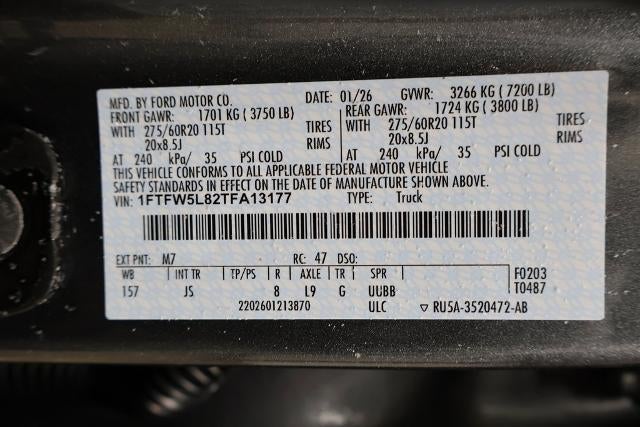 MFD. BY FORD MOTOR CO. DATE: 01/26 GVWR: 3266 KG ( 7200 LB)
FRONT GAWR: 1701 KG ( 3750 LB) REAR GAWR: 1724 KG ( 3800 LB)
WITH 275/60R20 115T TIRES WITH 275/60R20 115T TIRES
20x8.5J RIMS 20x8.5J RIMS
AT 240 kPa/ 35 PSI COLD AT 240 kPa/ 35 PSI COLD
THIS VEHICLE CONFORMS TO ALL APPLICABLE FEDERAL MOTOR VEHICLE
SAFETY STANDARDS IN EFFECT ON THE DATE OF MANUFACTURE SHOWN ABOVE.
VIN: 1FTFW5L82TFA13177 TYPE: Truck
EXT PNT: M7 RC: 47 DSO: F0203
WB INT TR TP/PS R AXLE TR SPR T0487
157 JS 8 L9 G UUBB
2202601213870 ULC ▽ RU5A-3520472-AB